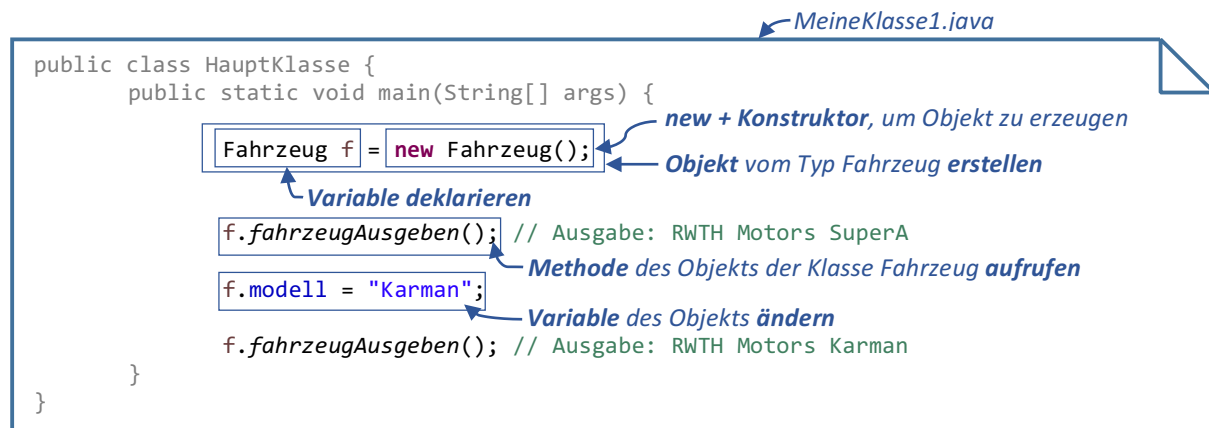 MeineKlasse1.java
public class HauptKlasse {
public static void main(String[] args) {
new + Konstruktor, um Objekt zu erzeugen
Fahrzeug f = new Fahrzeug();
Objekt vom Typ Fahrzeug erstellen
Variable deklarieren
f.fahrzeugAusgeben(); // Ausgabe: RWTH Motors SuperA
Methode des Objekts der Klasse Fahrzeug aufrufen
f.modell = "Karman";
Variable des Objekts ändern
f.fahrzeugAusgeben(); // Ausgabe: RWTH Motors Karman
}
}